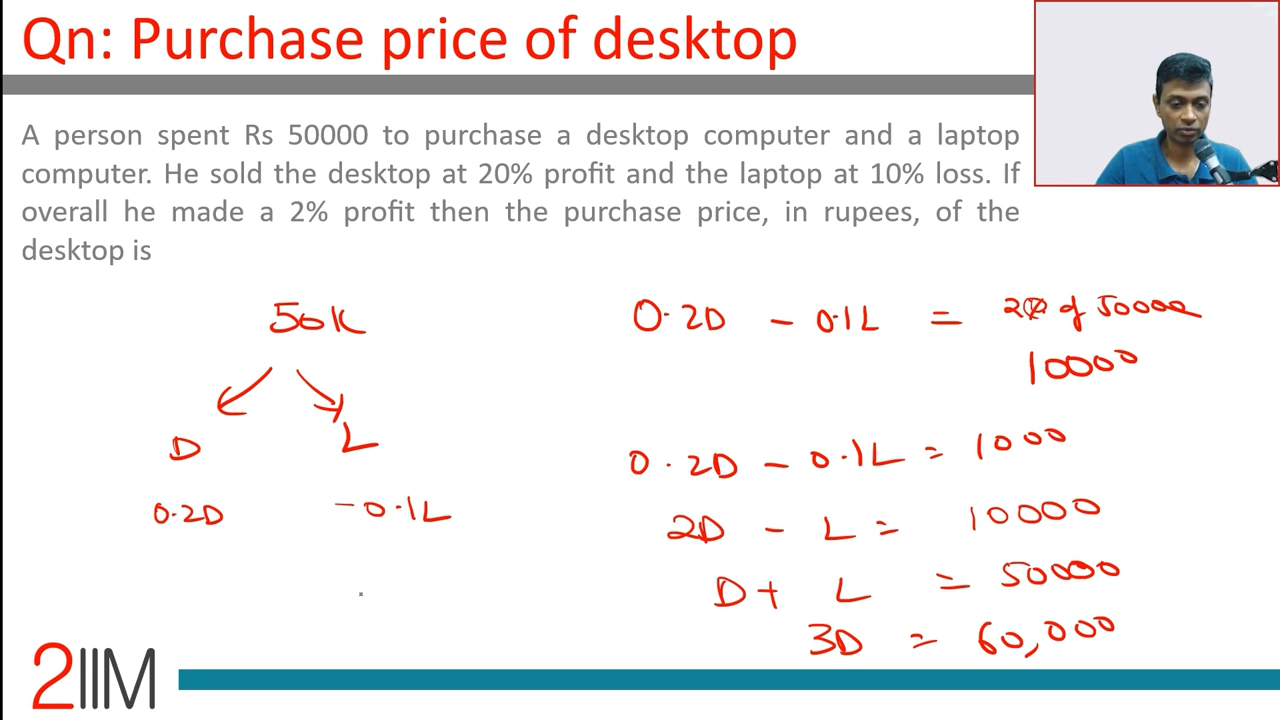 Qn: Purchase price of desktop
A person spent Rs 50000 to purchase a desktop computer and a laptop
computer. He sold the desktop at 20% profit and the laptop at 10% loss. If
overall he made a 2% profit then the purchase price, in rupees, of the
desktop is
50K
D L
0.2D -0.1L
0.2D - 0.1L = 2% of 50000
10000
0.2D - 0.1L = 1000
2D - L = 10000
D + L = 50000
3D = 60,000
2IIM